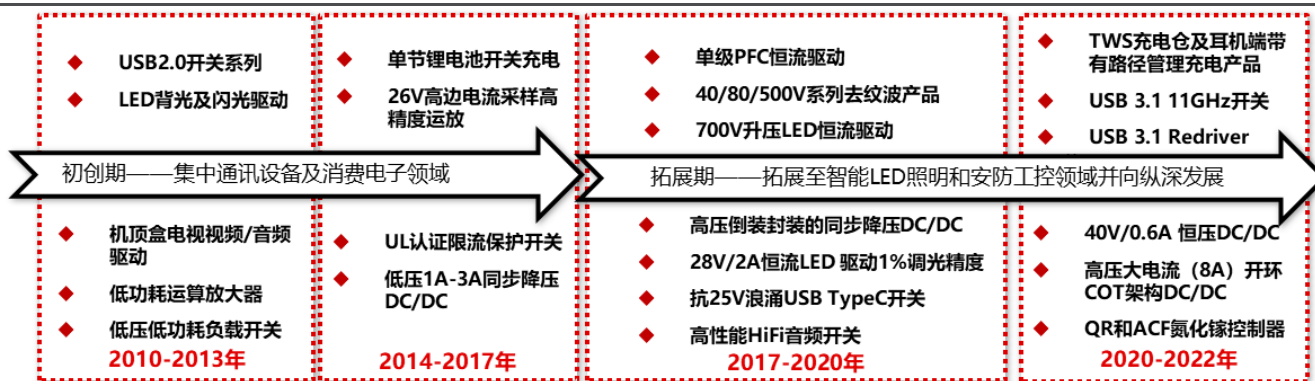 USB2.0开关系列
LED背光及闪光驱动
单节锂电池开关充电
26V高边电流采样高
精度运放
单级PFC恒流驱动
40/80/500V系列去纹波产品
700V升压LED恒流驱动
TWS充电仓及耳机端带
有路径管理充电产品
USB 3.1 11GHz开关
USB 3.1 Redriver
初创期——集中通讯设备及消费电子领域
拓展期——拓展至智能LED照明和安防工控领域并向纵深发展
机顶盒电视视频/音频
驱动
低功耗运算放大器
低压低功耗负载开关
2010-2013年
UL认证限流保护开关
低压1A-3A同步降压
DC/DC
2014-2017年
高压倒装封装的同步降压DC/DC
28V/2A恒流LED 驱动1%调光精度
抗25V浪涌USB TypeC开关
高性能HiFi音频开关
2017-2020年
40V/0.6A 恒压DC/DC
高压大电流（8A）开环
COT架构DC/DC
QR和ACF氮化镓控制器
2020-2022年